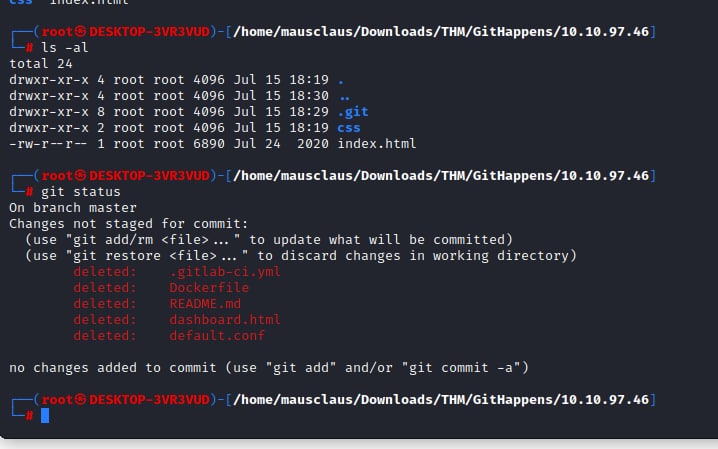 css index.html
┌──(root㉿DESKTOP-3VR3VUD)-[/home/mausclaus/Downloads/THM/GitHappens/10.10.97.46]
└─# ls -al
total 24
drwxr-xr-x 4 root root 4096 Jul 15 18:19 .
drwxr-xr-x 4 root root 4096 Jul 15 18:30 ..
drwxr-xr-x 8 root root 4096 Jul 15 18:29 .git
drwxr-xr-x 2 root root 4096 Jul 15 18:19 css
-rw-r--r-- 1 root root 6890 Jul 24  2020 index.html
┌──(root㉿DESKTOP-3VR3VUD)-[/home/mausclaus/Downloads/THM/GitHappens/10.10.97.46]
└─# git status
On branch master
Changes not staged for commit:
  (use "git add/rm <file>..." to update what will be committed)
  (use "git restore <file>..." to discard changes in working directory)
        deleted:    .gitlab-ci.yml
        deleted:    Dockerfile
        deleted:    README.md
        deleted:    dashboard.html
        deleted:    default.conf
no changes added to commit (use "git add" and/or "git commit -a")
┌──(root㉿DESKTOP-3VR3VUD)-[/home/mausclaus/Downloads/THM/GitHappens/10.10.97.46]
└─#